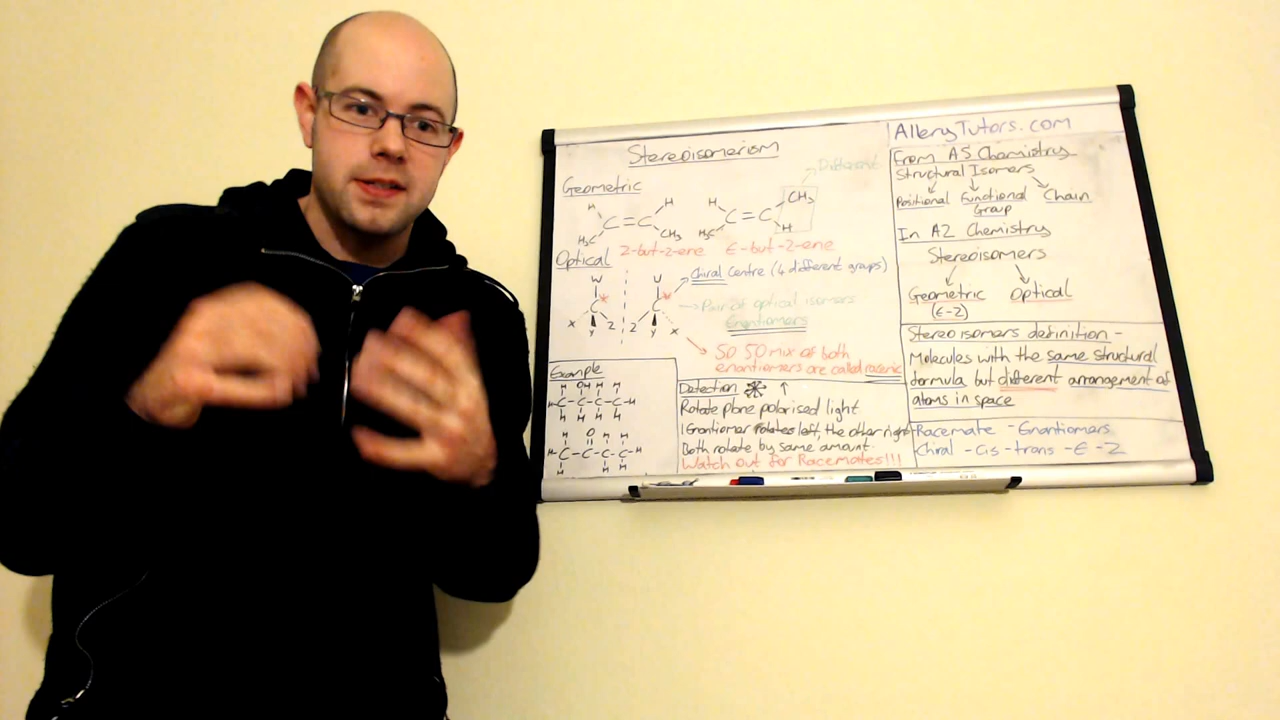 Stereoisomerism
Geometric
Different
H
H
C=C
H₃C
CH₃
H
CH₃
C=C
H₃C
H
Z-but-2-ene E-but-2-ene
Optical
Chiral Centre (4 different groups)
W
*
C
X
Y
Z
*
C
Z
Y
X
Pair of optical isomers
Enantiomers
50 50 mix of both
enantiomers are called racemic
Example
H OH H H
H-C-C-C-C-H
H H H H
H O H H
H-C-C-C-C-H
H H H
Detection
Rotate plane polarised light
1 Enantiomer rotates left, the other right
Both rotate by same amount.
Watch out for Racemates!!!
AlleryTutors.com
From AS Chemistry
Structural Isomers
Positional Functional Chain
Group
In A2 Chemistry
Stereoisomers
Geometric Optical
(E-Z)
Stereoisomers definition -
Molecules with the same structural
formula but different arrangement of
atoms in space
Racemate - Enantiomers
Chiral - Cis - trans - E - Z